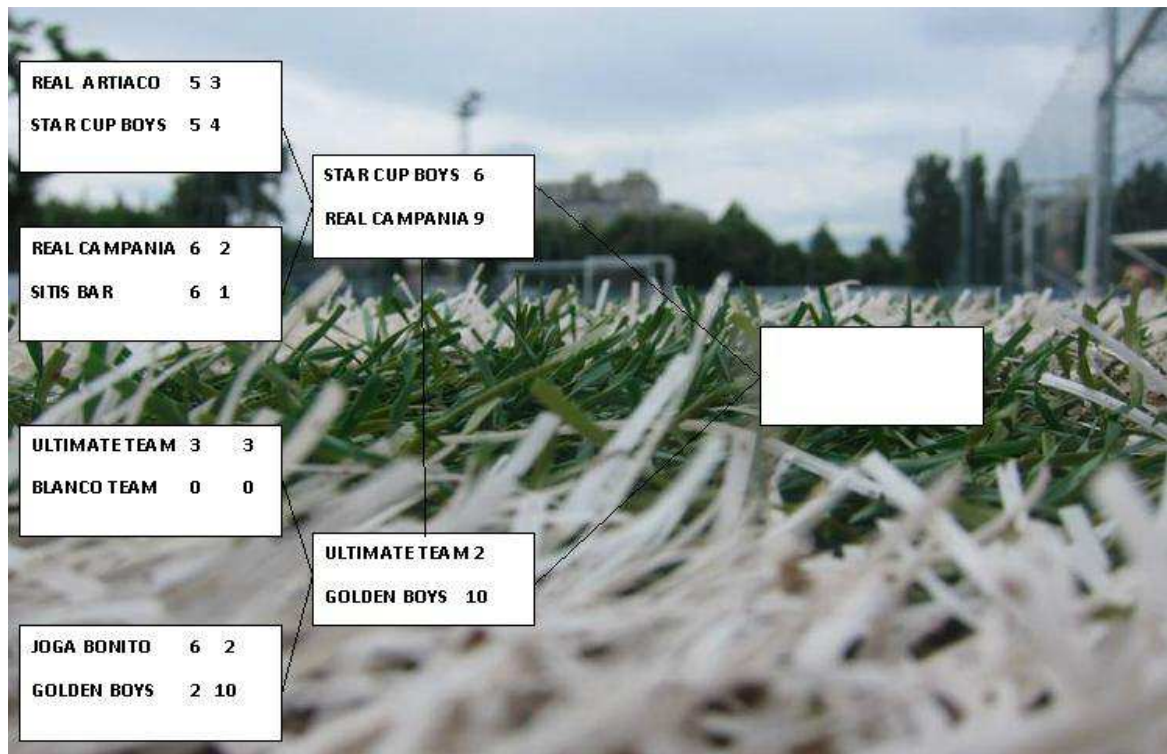 REAL ARTIACO 5 3
STAR CUP BOYS 5 4
REAL CAMPANIA 6 2
SITIS BAR 6 1
ULTIMATE TEAM 3 3
BLANCO TEAM 0 0
JOGA BONITO 6 2
GOLDEN BOYS 2 10
STAR CUP BOYS 6
REAL CAMPANIA 9
ULTIMATE TEAM 2
GOLDEN BOYS 10